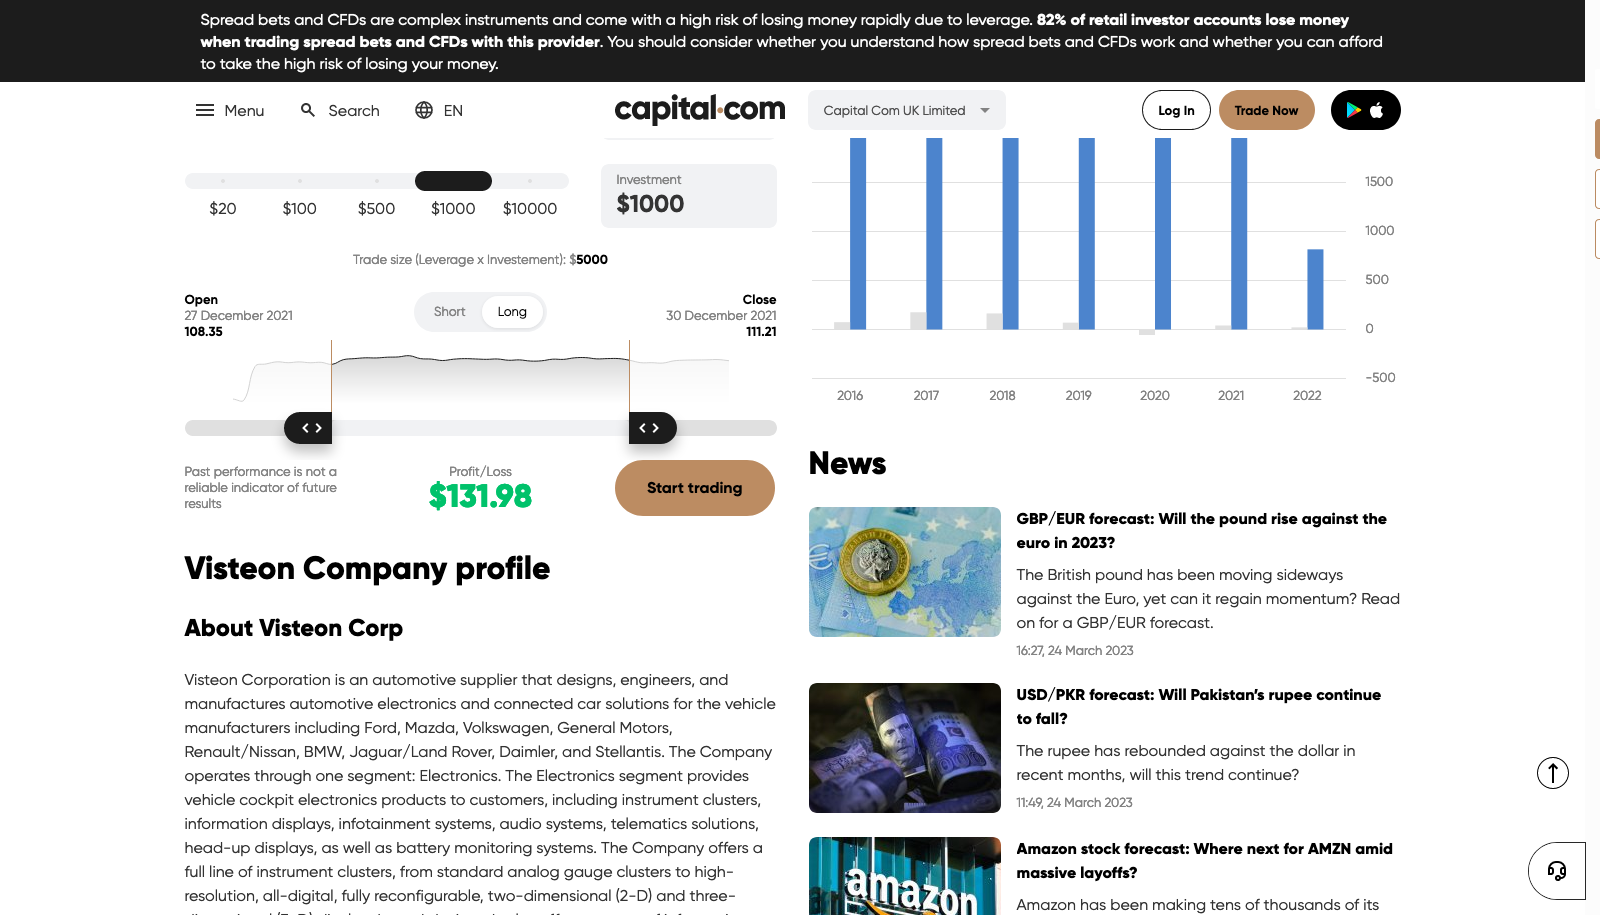 Spread bets and CFDs are complex instruments and come with a high risk of losing money rapidly due to leverage. 82% of retail investor accounts lose money
when trading spread bets and CFDs with this provider. You should consider whether you understand how spread bets and CFDs work and whether you can afford
to take the high risk of losing your money.
Menu
Search
EN
capital.com
Capital Com UK Limited
Log In
Trade Now
$20
$100
$500
$1000
$10000
Investment
$1000
Trade size (Leverage x Investement): $5000
Open
27 December 2021
108.35
Short
Long
Close
30 December 2021
111.21
Past performance is not a
reliable indicator of future
results
Profit/Loss
$131.98
Start trading
Visteon Company profile
About Visteon Corp
Visteon Corporation is an automotive supplier that designs, engineers, and
manufactures automotive electronics and connected car solutions for the vehicle
manufacturers including Ford, Mazda, Volkswagen, General Motors,
Renault/Nissan, BMW, Jaguar/Land Rover, Daimler, and Stellantis. The Company
operates through one segment: Electronics. The Electronics segment provides
vehicle cockpit electronics products to customers, including instrument clusters,
information displays, infotainment systems, audio systems, telematics solutions,
head-up displays, as well as battery monitoring systems. The Company offers a
full line of instrument clusters, from standard analog gauge clusters to high-
resolution, all-digital, fully reconfigurable, two-dimensional (2-D) and three-
1500
1000
500
0
-500
2016
2017
2018
2019
2020
2021
2022
News
GBP/EUR forecast: Will the pound rise against the
euro in 2023?
The British pound has been moving sideways
against the Euro, yet can it regain momentum? Read
on for a GBP/EUR forecast.
16:27, 24 March 2023
USD/PKR forecast: Will Pakistan's rupee continue
to fall?
The rupee has rebounded against the dollar in
recent months, will this trend continue?
11:49, 24 March 2023
amazon
Amazon stock forecast: Where next for AMZN amid
massive layoffs?
Amazon has been making tens of thousands of its